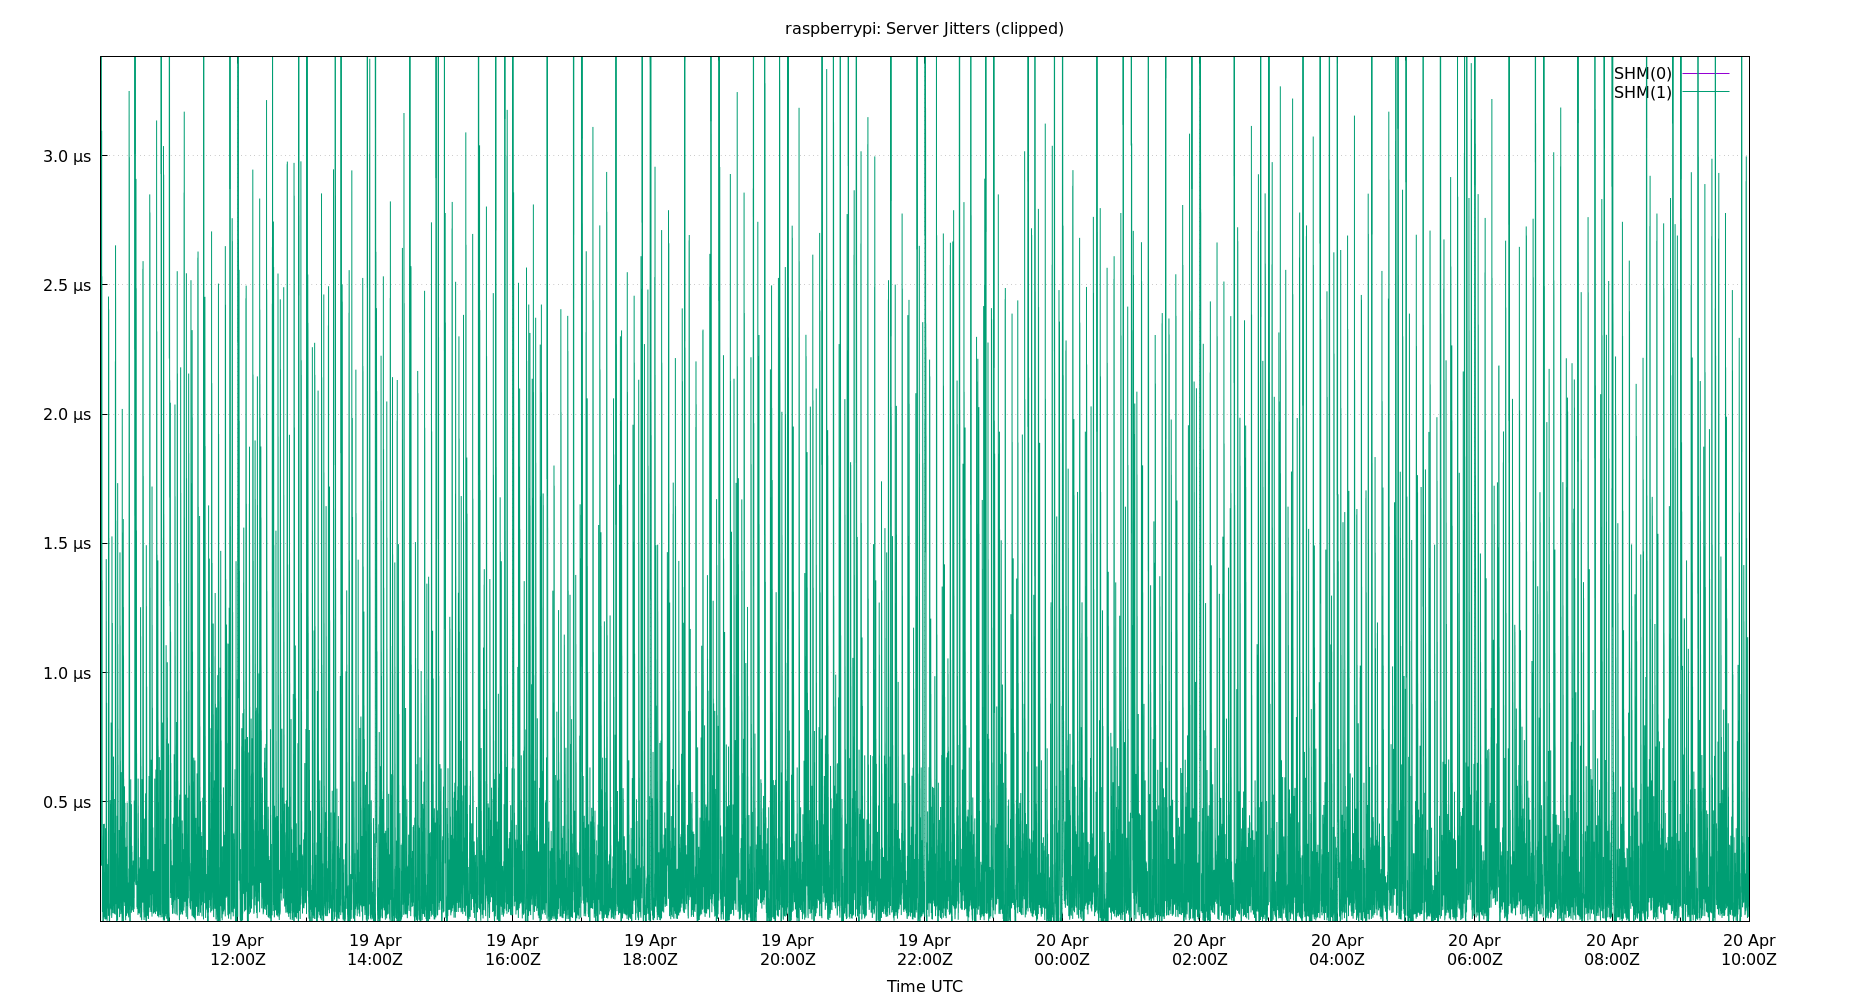 raspberrypi: Server Jitters (clipped)
SHM(0)
SHM(1)
3.0 µs
2.5 µs
2.0 µs
1.5 µs
1.0 µs
0.5 µs
19 Apr 19 Apr 19 Apr 19 Apr 19 Apr 19 Apr 20 Apr 20 Apr 20 Apr 20 Apr 20 Apr 20 Apr
12:00Z 14:00Z 16:00Z 18:00Z 20:00Z 22:00Z 00:00Z 02:00Z 04:00Z 06:00Z 08:00Z 10:00Z
Time UTC